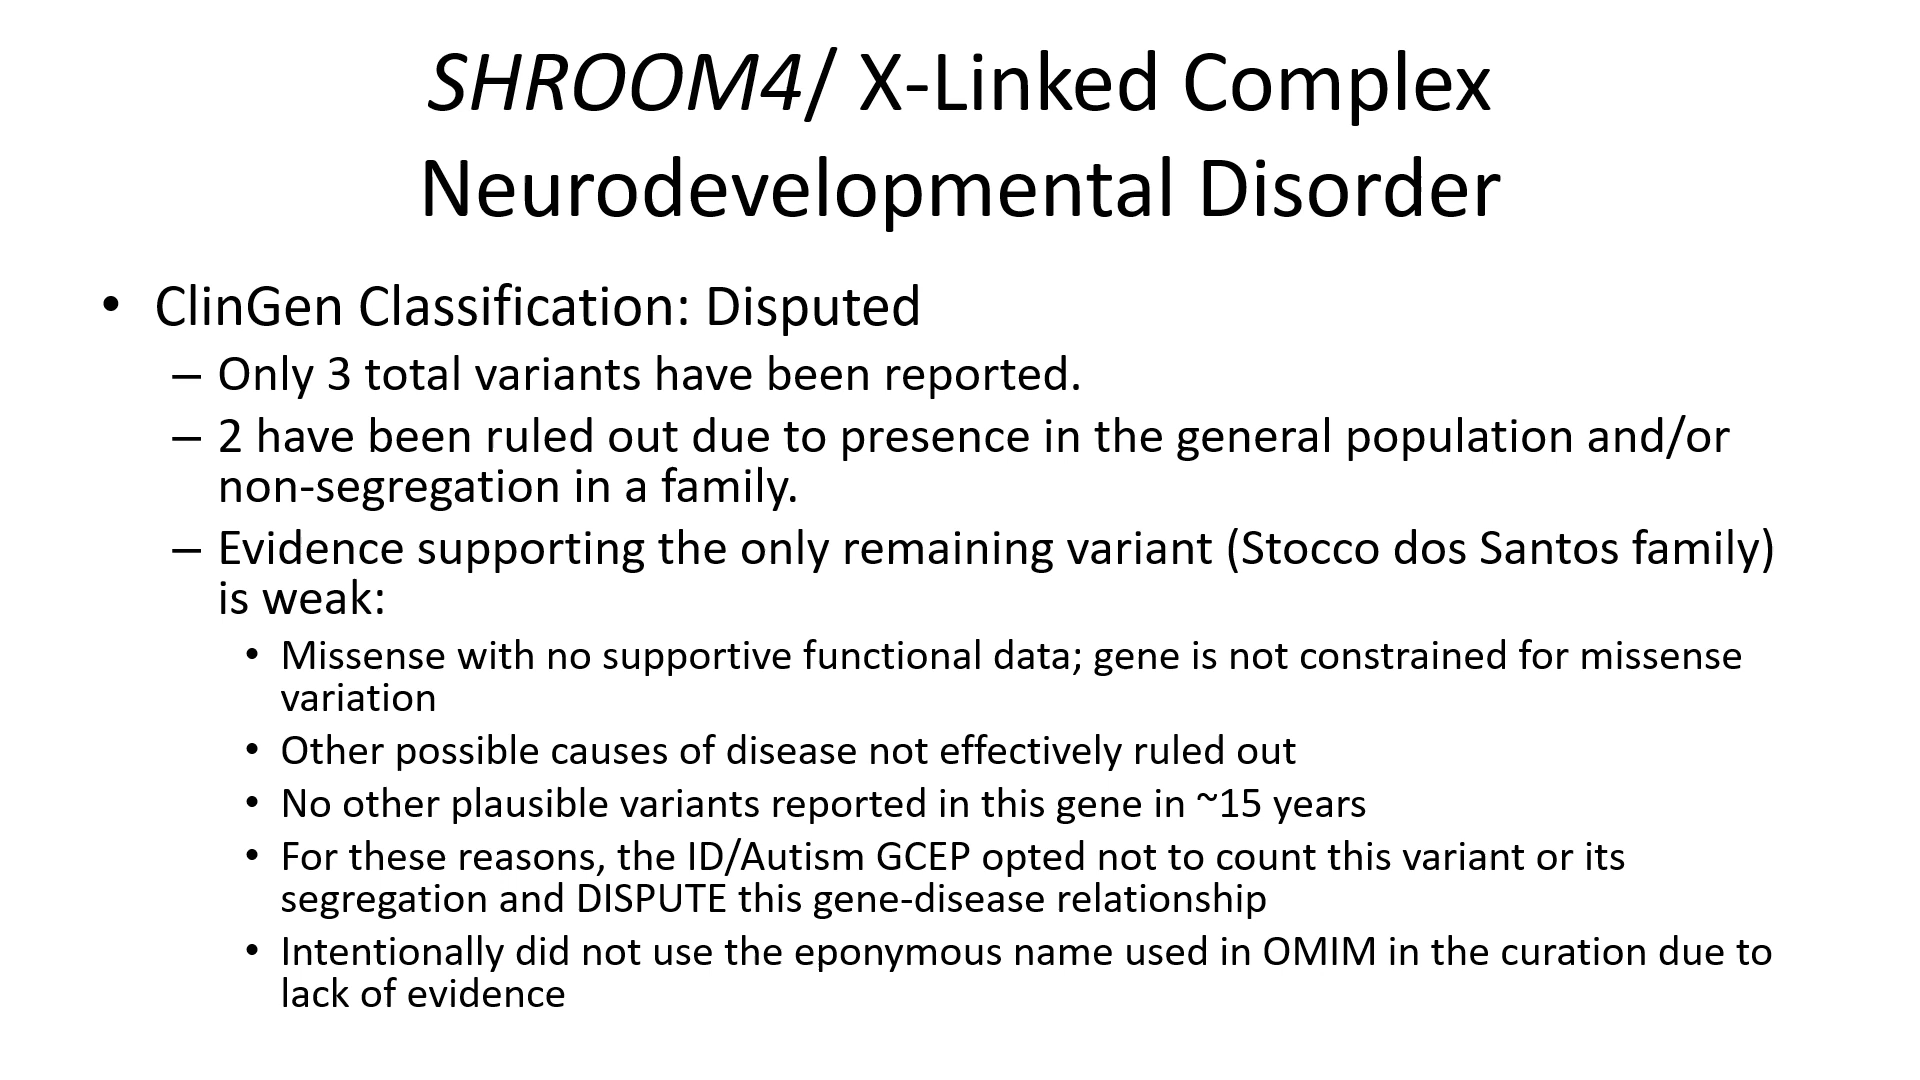 SHROOM4/ X-Linked Complex
Neurodevelopmental Disorder
• ClinGen Classification: Disputed
– Only 3 total variants have been reported.
– 2 have been ruled out due to presence in the general population and/or
non-segregation in a family.
– Evidence supporting the only remaining variant (Stocco dos Santos family)
is weak:
• Missense with no supportive functional data; gene is not constrained for missense
variation
• Other possible causes of disease not effectively ruled out
• No other plausible variants reported in this gene in ~15 years
• For these reasons, the ID/Autism GCEP opted not to count this variant or its
segregation and DISPUTE this gene-disease relationship
• Intentionally did not use the eponymous name used in OMIM in the curation due to
lack of evidence